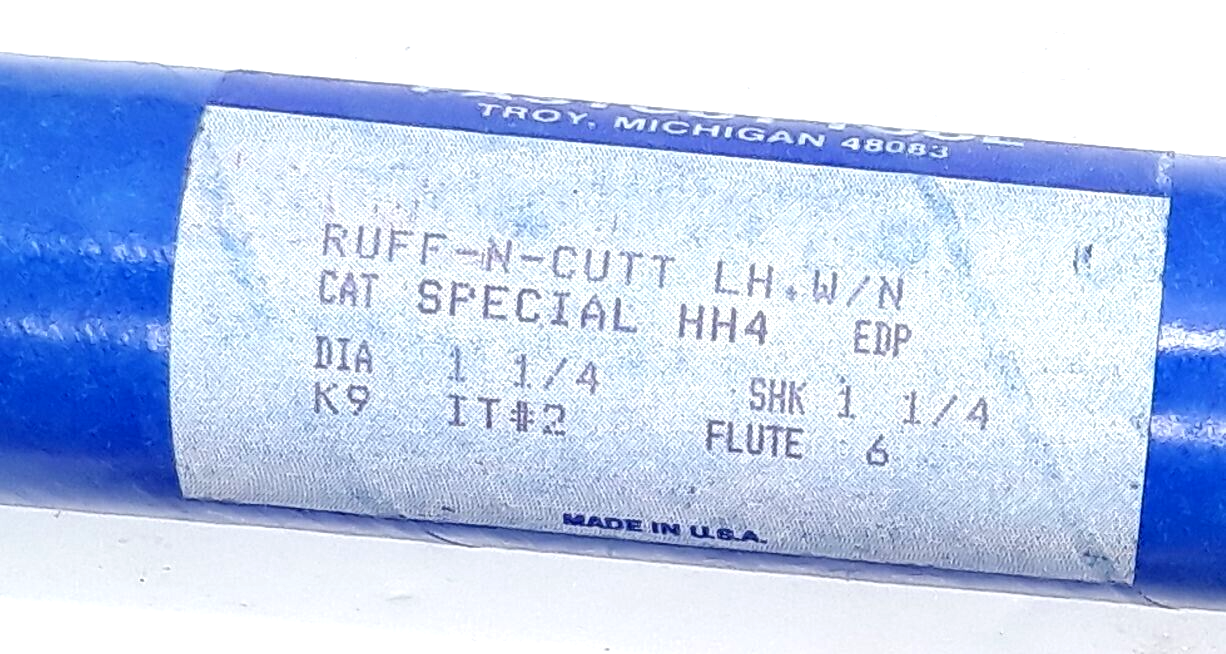 TROY, MICHIGAN 48083
RUFF-N-CUTT LH.W/N
CAT SPECIAL HH4 EDP
DIA 1 1/4 SHK 1 1/4
K9 IT#2 FLUTE 6
MADE IN U.S.A.